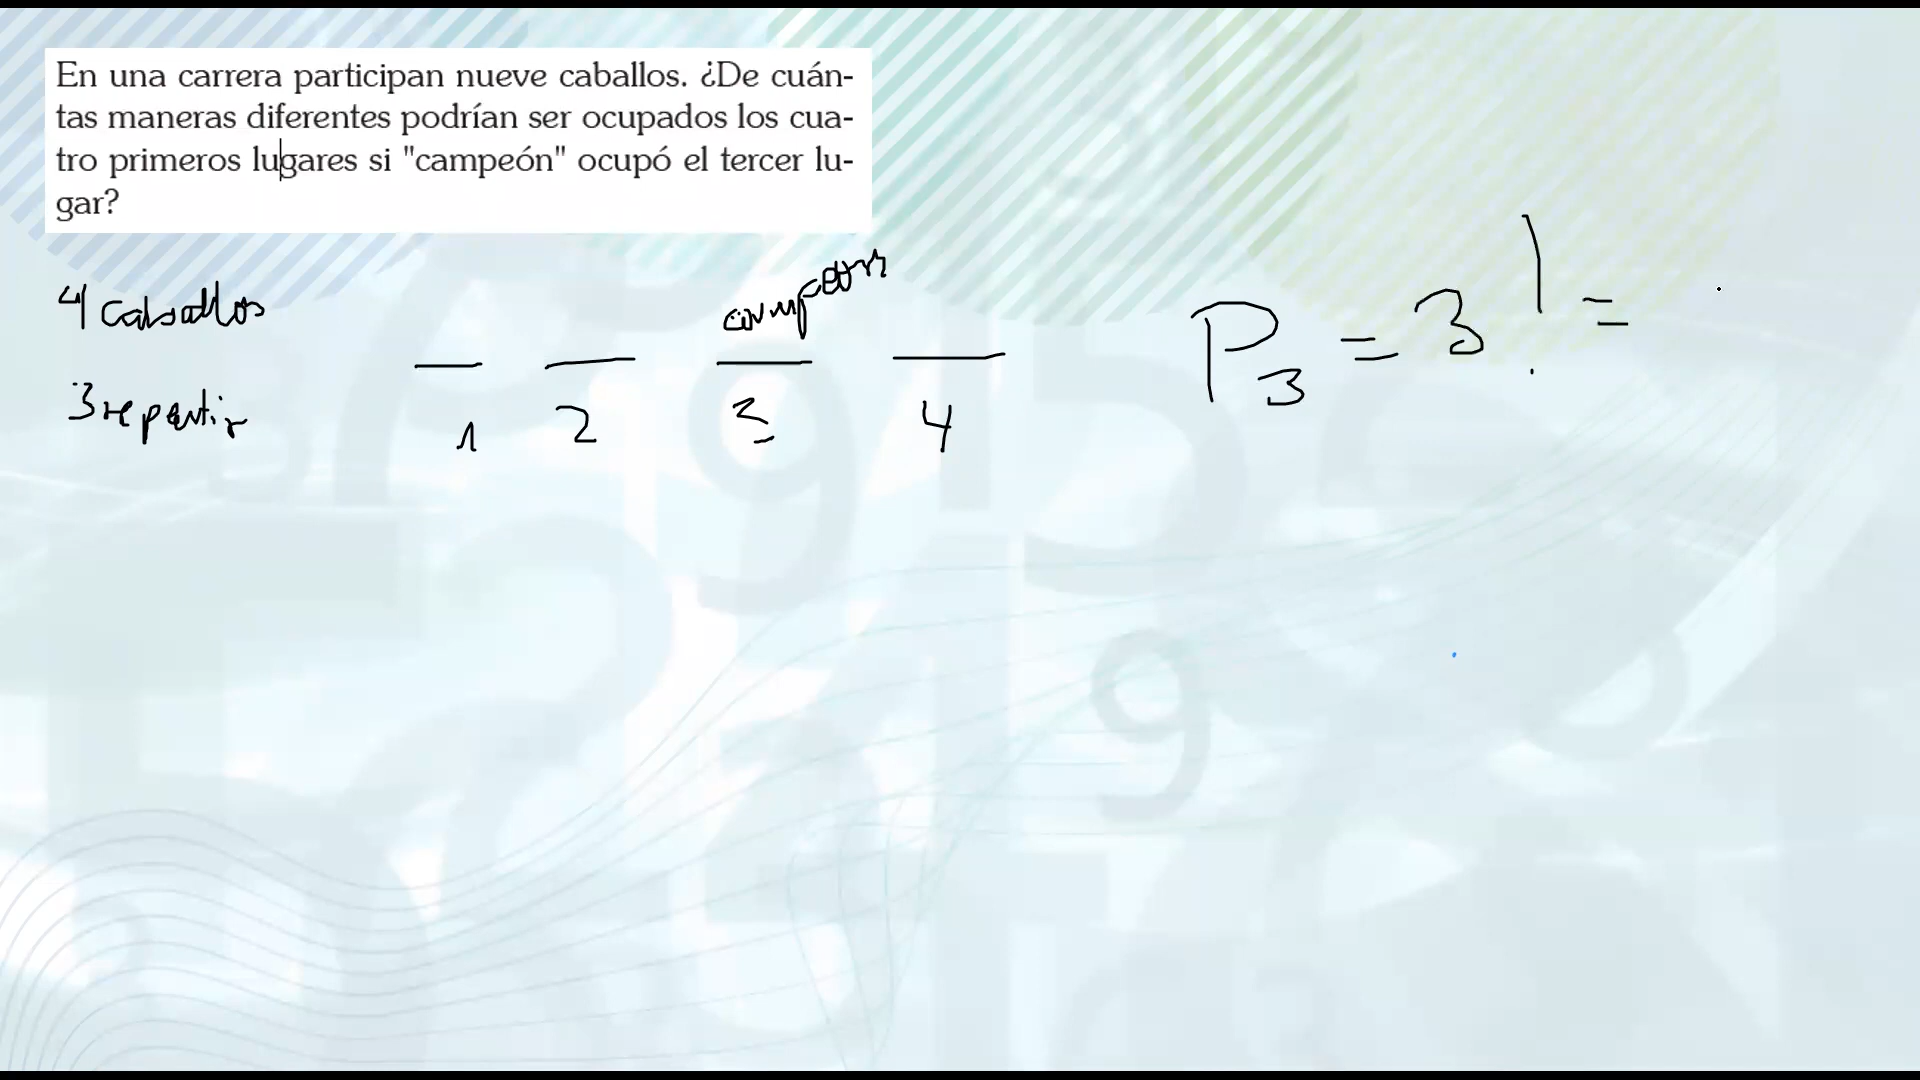 En una carrera participan nueve caballos. ¿De cuán-
tas maneras diferentes podrían ser ocupados los cua-
tro primeros lugares si "campeón" ocupó el tercer lu-
gar?
4 caballos
campeon
3 repartir
1 2 3 4
P3 = 3! =